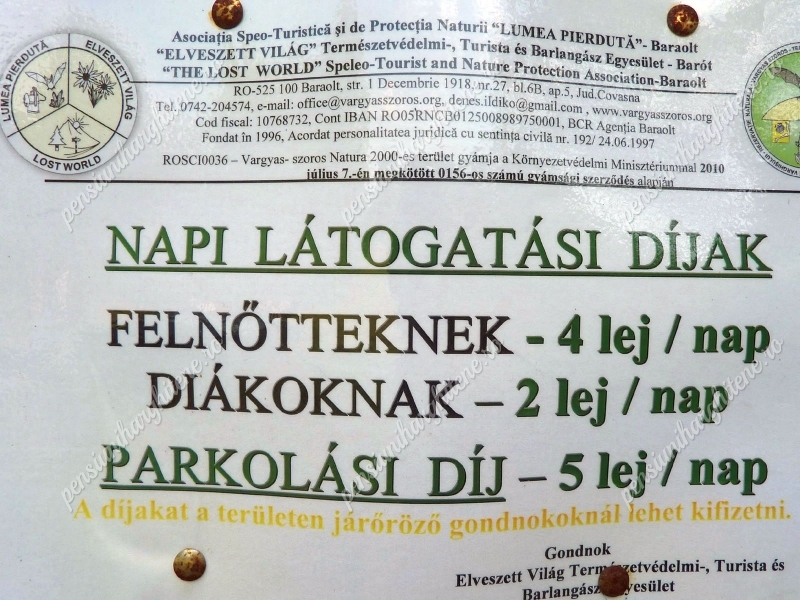 Asociația Speo-Turistică și de Protecția Naturii "LUMEA PIERDUTĂ"- Baraolt
"ELVESZETT VILÁG" Természetvédelmi-, Turista és Barlangász Egyesület - Barót
"THE LOST WORLD" Speleo-Tourist and Nature Protection Association-Baraolt
RO-525 100 Baraolt, str. 1 Decembrie 1918, nr.27, bl.6B, ap.5, Jud.Covasna
Tel. 0742-204574, e-mail: office@vargyasszoros.org, denes.ildiko@gmail.com , www.vargyasszoros.org
Cod fiscal: 10768732, Cont IBAN RO05RNCB0125008989750001, BCR Agenția Baraolt
Fondat în 1996, Acordat personalitatea juridică cu sentința civilă nr. 192/ 24.06.1997
ROSCI0036 – Vargyas- szoros Natura 2000-es terület gyámja a Környezetvédelmi Minisztériumnal 2010
július 7.-én megkötött 0156-os számú gyámsági szerződés alapján
LUMEA PIERDUTĂ
ELVESZETT VILÁG
LOST WORLD
NAPI LÁTOGATÁSI DÍJAK
FELNŐTTEKNEK - 4 lej / nap
DIÁKOKNAK – 2 lej / nap
PARKOLÁSI DÍJ – 5 lej / nap
A díjakat a területen járőröző gondnokoknál lehet kifizetni.
Gondnok
Elveszett Világ Természetvédelmi-, Turista és
Barlangász Egyesület
pensiuniharghitene.ro